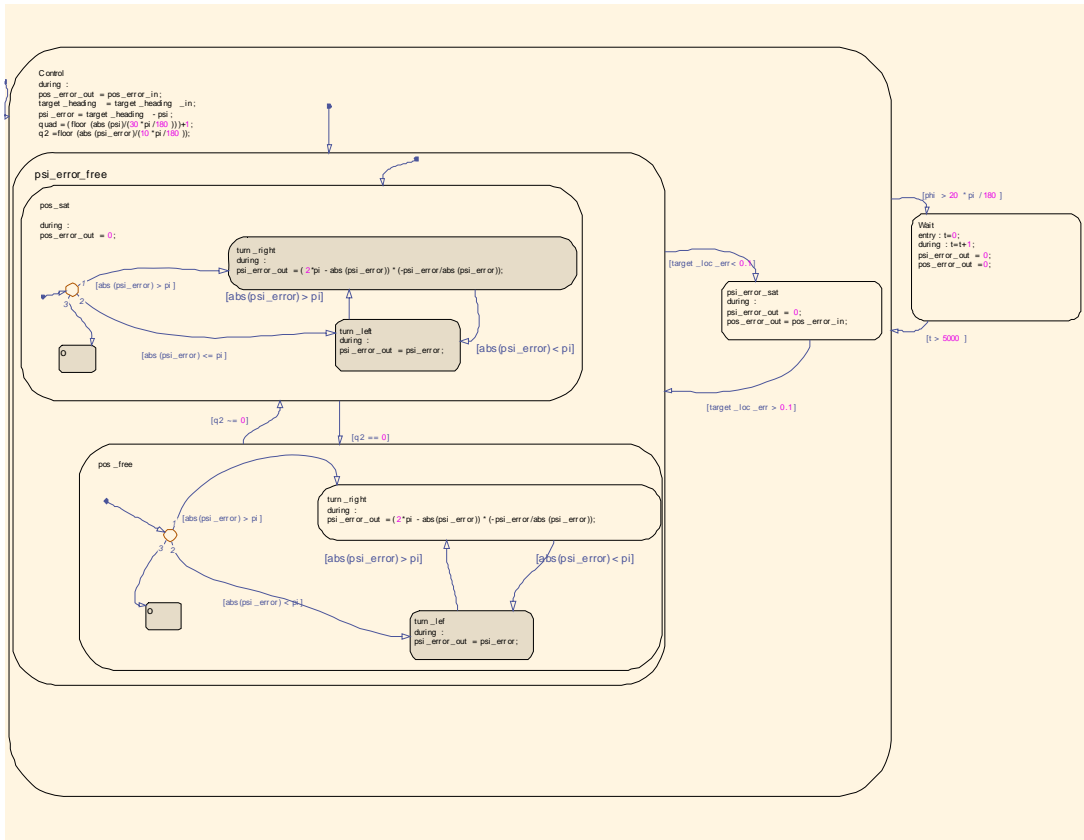 Control
during :
pos_error_out = pos_error_in;
target_heading = target_heading_in;
psi_error = target_heading - psi;
quad = (floor (abs (psi)/(30 *pi /180 )))+1;
q2 =floor (abs (psi_error)/(10 *pi /180 ));
psi_error_free
pos_sat
during :
pos_error_out = 0;
turn_right
during :
psi_error_out = ( 2*pi - abs (psi_error)) * (-psi_error/abs (psi_error));
1
2
3
[abs (psi_error) > pi ]
[abs(psi_error) > pi]
turn_left
during :
psi_error_out = psi_error;
[abs(psi_error) < pi]
O
[abs (psi_error) <= pi ]
[q2 ~= 0]
[q2 == 0]
pos_free
turn_right
during :
psi_error_out = ( 2*pi - abs(psi_error)) * (-psi_error/abs (psi_error));
1
2
3
[abs(psi_error) > pi ]
[abs(psi_error) > pi]
[abs(psi_error) < pi]
O
[abs(psi_error) < pi ]
turn_lef
during :
psi_error_out = psi_error;
[target_loc_err< 0.1]
psi_error_sat
during :
psi_error_out = 0;
pos_error_out = pos_error_in;
[target_loc_err > 0.1]
[phi > 20 *pi /180 ]
Wait
entry : t=0;
during : t=t+1;
psi_error_out = 0;
pos_error_out =0;
[t > 5000 ]